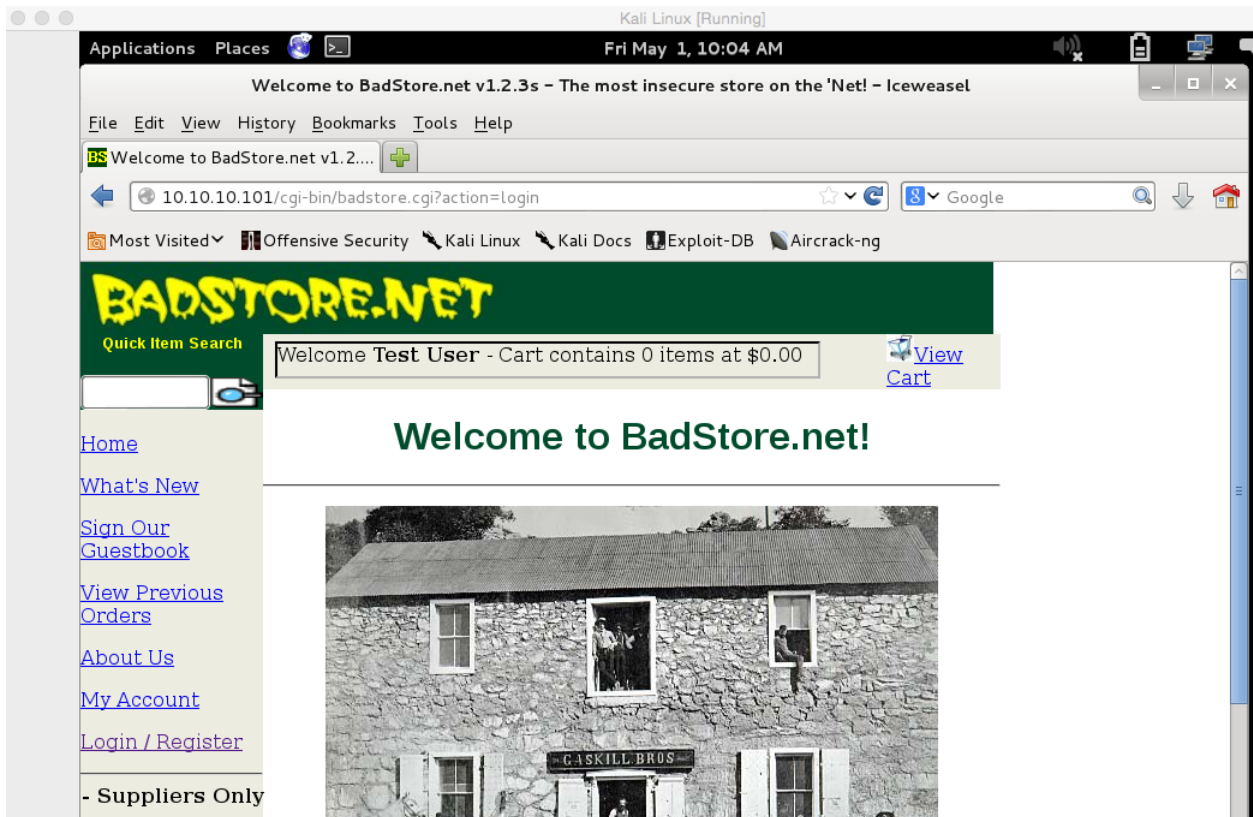 Kali Linux [Running]
Applications Places Fri May 1, 10:04 AM
Welcome to BadStore.net v1.2.3s – The most insecure store on the 'Net! – Iceweasel
File Edit View History Bookmarks Tools Help
BS Welcome to BadStore.net v1.2....
10.10.10.101/cgi-bin/badstore.cgi?action=login 8 Google
Most Visited Offensive Security Kali Linux Kali Docs Exploit-DB Aircrack-ng
BADSTORE.NET
Quick Item Search
Welcome Test User - Cart contains 0 items at $0.00
View
Cart
Welcome to BadStore.net!
Home
What's New
Sign Our
Guestbook
View Previous
Orders
About Us
My Account
Login / Register
- Suppliers Only
GASKILL BROS